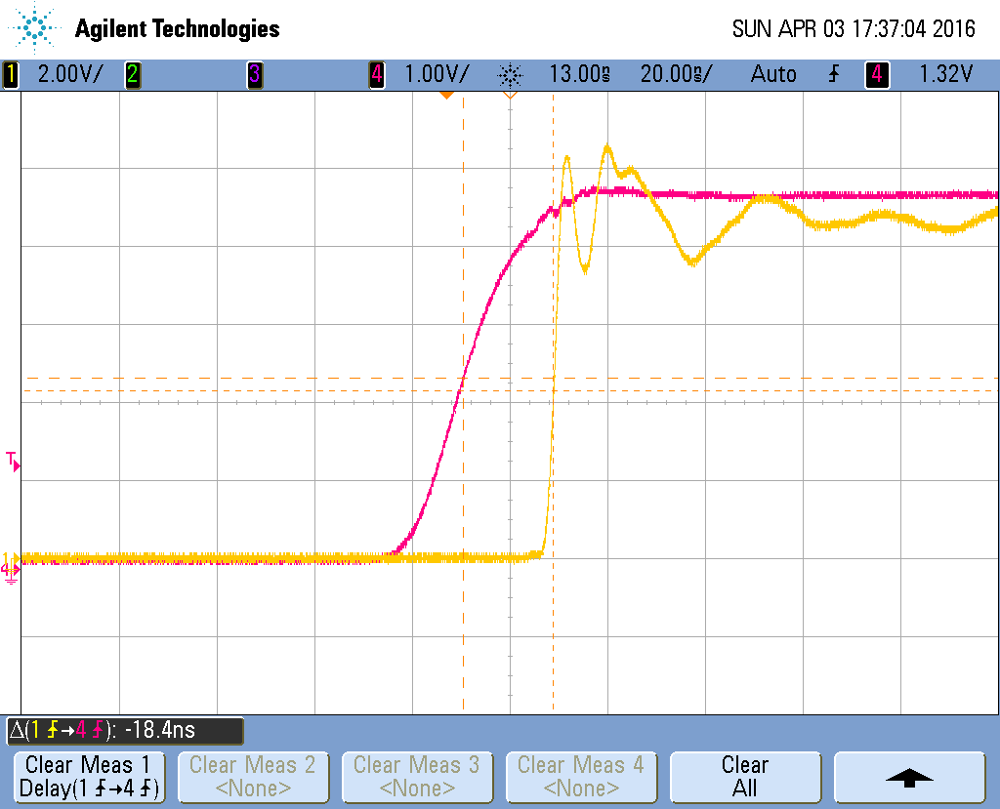 Agilent Technologies
SUN APR 03 17:37:04 2016
1 2.00V/ 2 3 4 1.00V/ 13.00s 20.00s/ Auto 4 1.32V
T
1
4
Δ(1→4): -18.4ns
Clear Meas 1
Delay(1→4)
Clear Meas 2
<None>
Clear Meas 3
<None>
Clear Meas 4
<None>
Clear
All